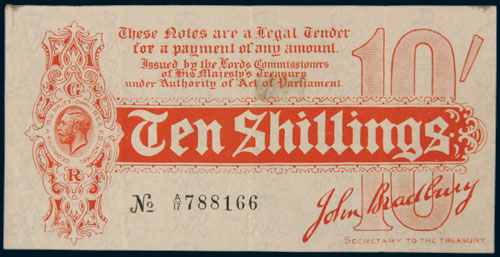 These Notes are a Legal Tender
for a payment of any amount.
Issued by the Lords Commissioners
of His Majesty's Treasury
under Authority of Act of Parliament.
10/
G
R
Ten Shillings.
10
No A/17 788166
John Bradbury
SECRETARY TO THE TREASURY